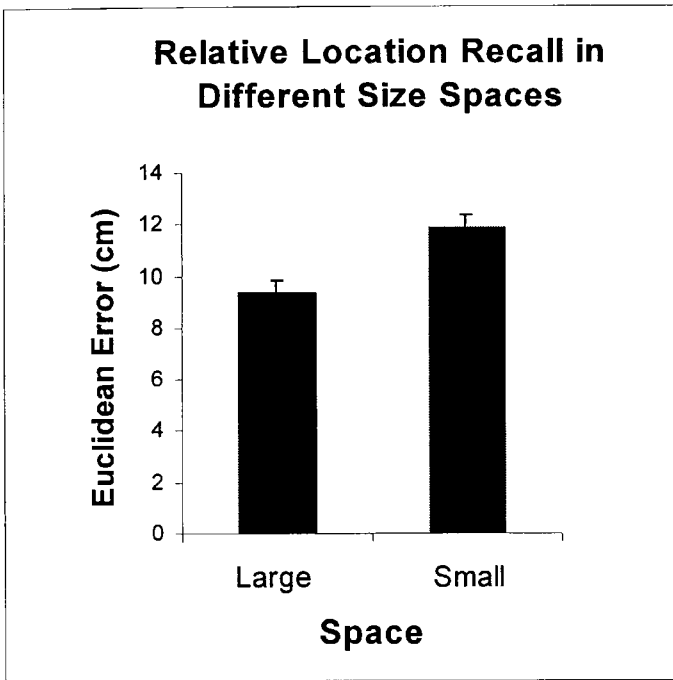 Relative Location Recall in
Different Size Spaces
14
12
10
8
6
4
2
0
Euclidean Error (cm)
Large Small
Space